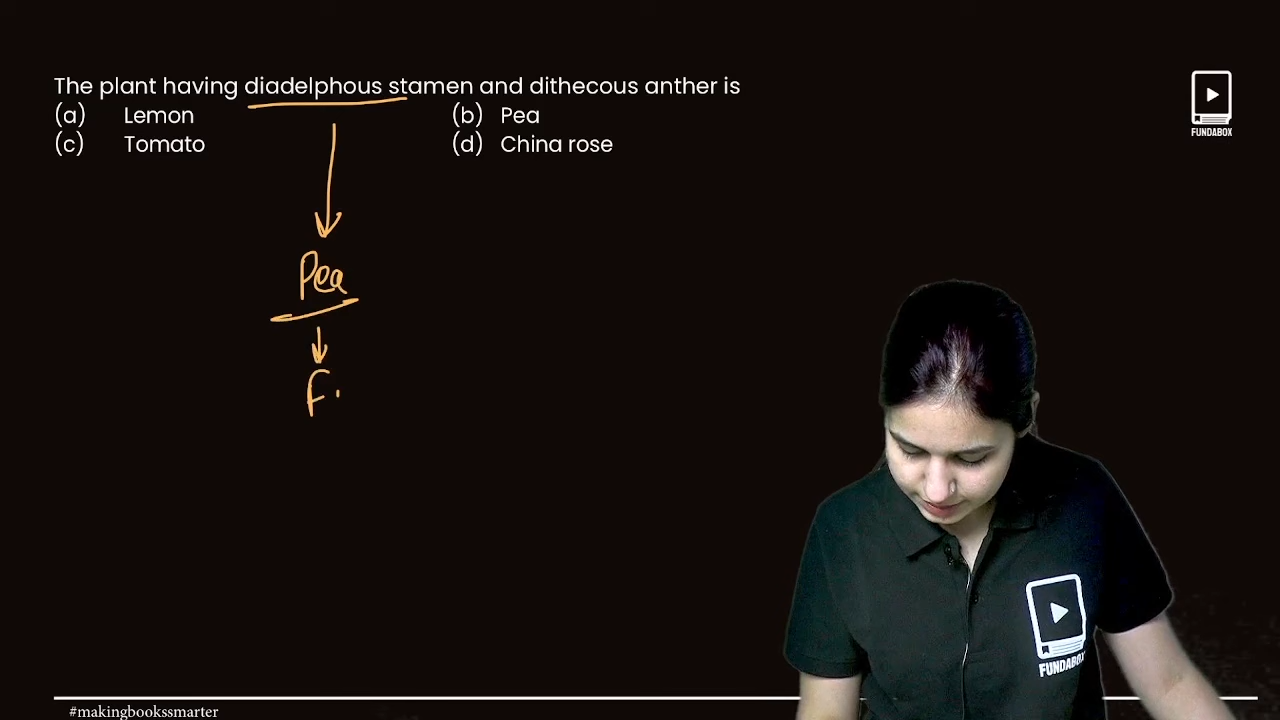 The plant having diadelphous stamen and dithecous anther is
(a) Lemon (b) Pea
(c) Tomato (d) China rose
FUNDABOX
Pea
F.
FUNDABOX
#makingbookssmarter